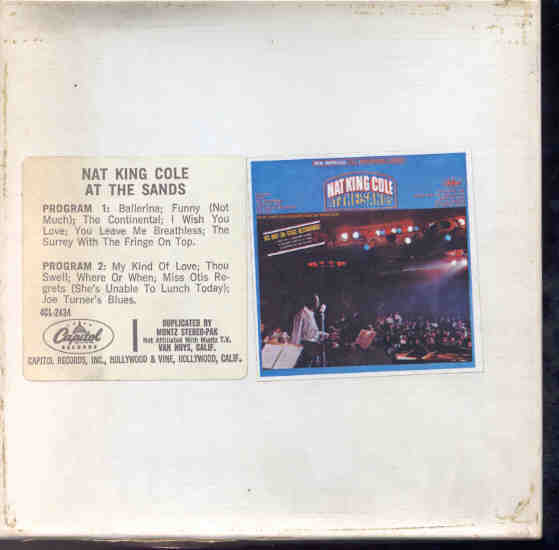 NAT KING COLE
AT THE SANDS
PROGRAM 1: Ballerina; Funny (Not
Much); The Continental; I Wish You
Love; You Leave Me Breathless; The
Surrey With The Fringe On Top.
PROGRAM 2: My Kind Of Love; Thou
Swell; Where Or When; Miss Otis Re-
grets (She's Unable To Lunch Today);
Joe Turner's Blues.
4CL-2434
Capitol
RECORDS
DUPLICATED BY
MUNTZ STEREO-PAK
Not Affiliated With Muntz T.V.
VAN NUYS, CALIF.
CAPITOL RECORDS, INC., HOLLYWOOD & VINE, HOLLYWOOD, CALIF.
NAT KING COLE
AT THE SANDS